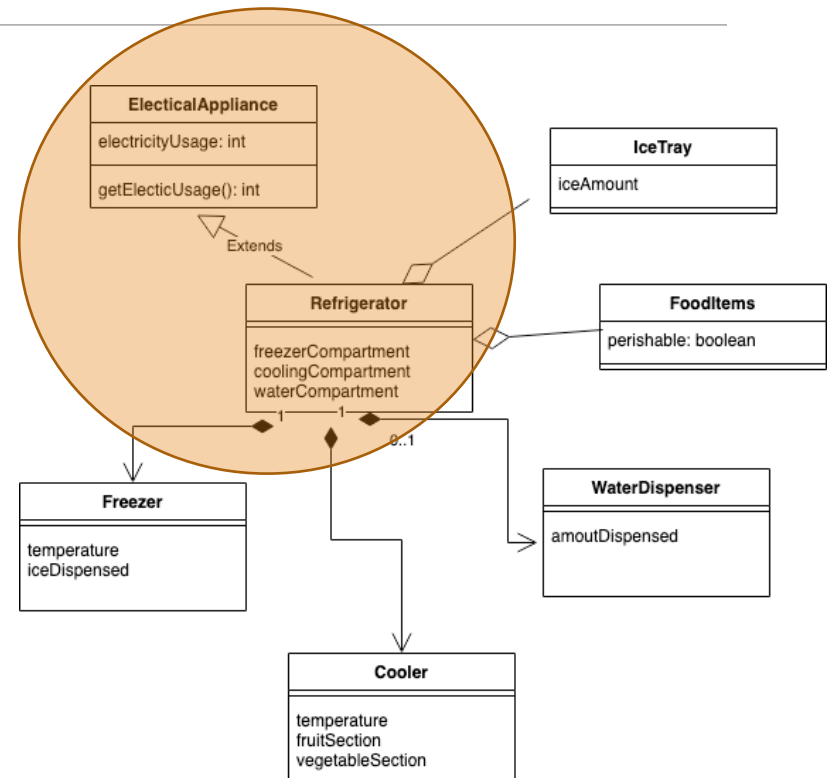 ElecticalAppliance
electricityUsage: int
getElecticUsage(): int
Extends
IceTray
iceAmount
Refrigerator
freezerCompartment
coolingCompartment
waterCompartment
FoodItems
perishable: boolean
1
1
0..1
Freezer
temperature
iceDispensed
WaterDispenser
amoutDispensed
Cooler
temperature
fruitSection
vegetableSection